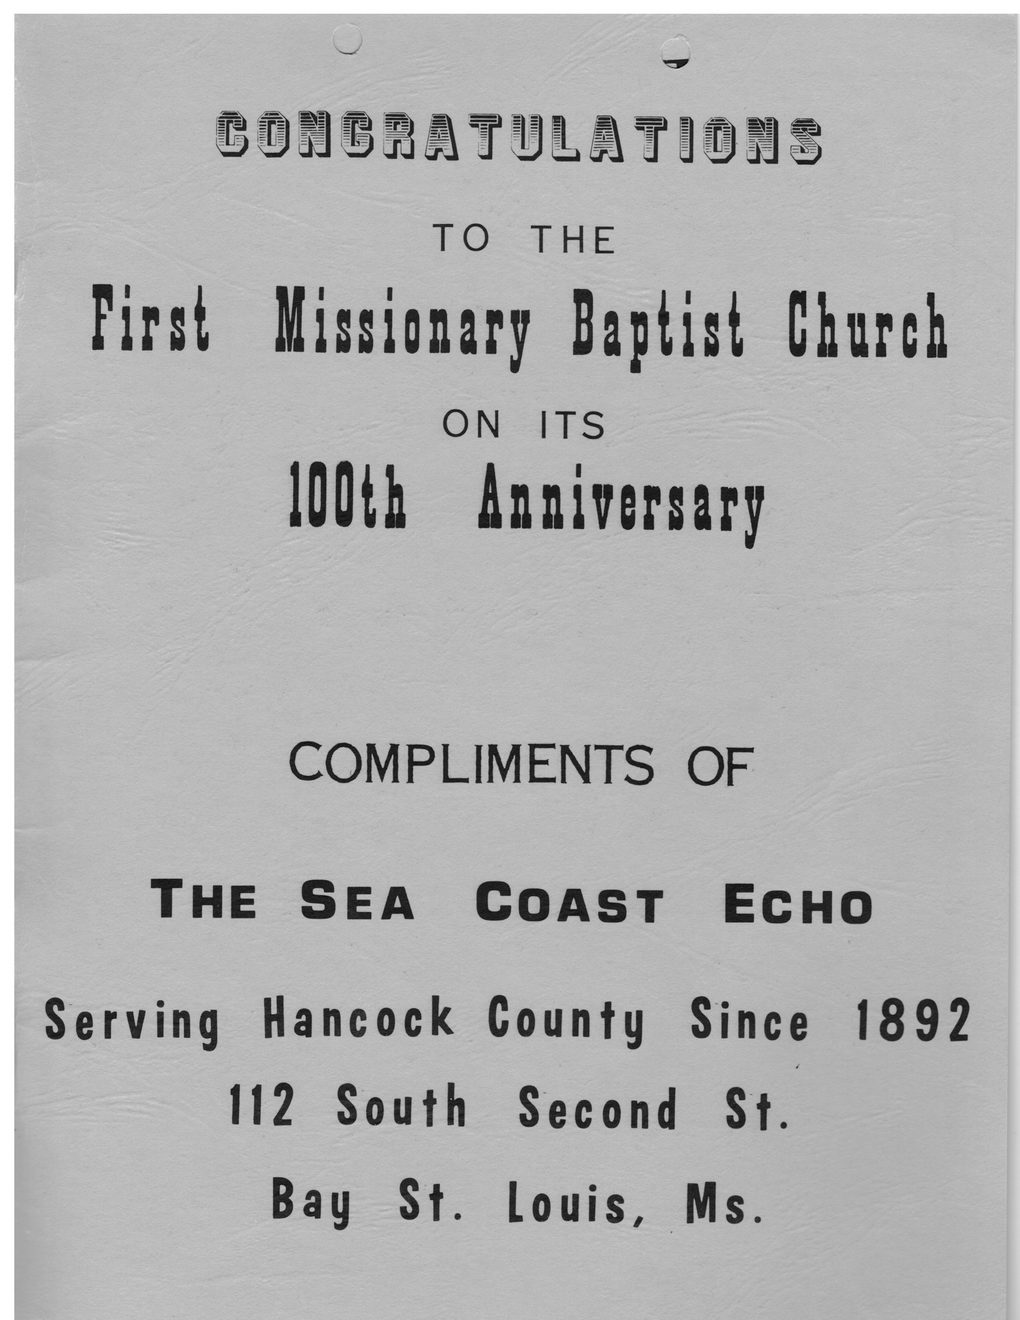 CONGRATULATIONS
TO THE
First Missionary Baptist Church
ON ITS
100th Anniversary
COMPLIMENTS OF
THE SEA COAST ECHO
Serving Hancock County Since 1892
112 South Second St.
Bay St. Louis, Ms.